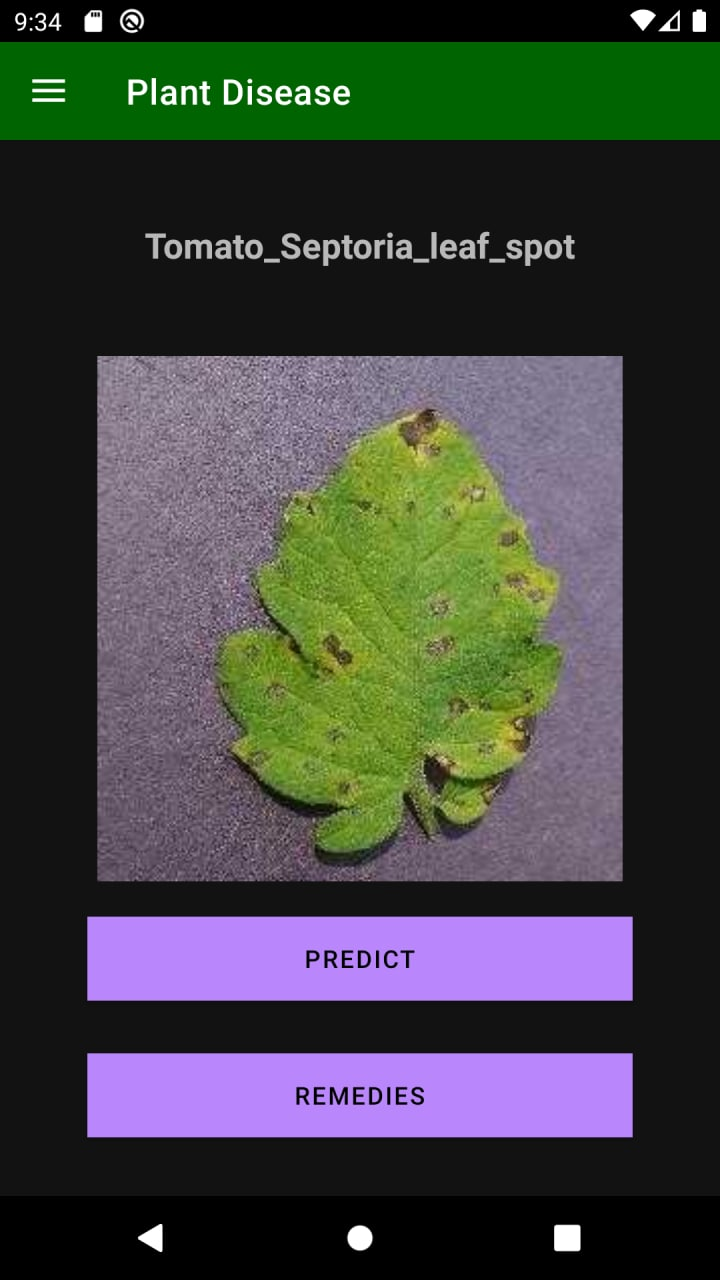 9:34
Plant Disease
Tomato_Septoria_leaf_spot
PREDICT
REMEDIES